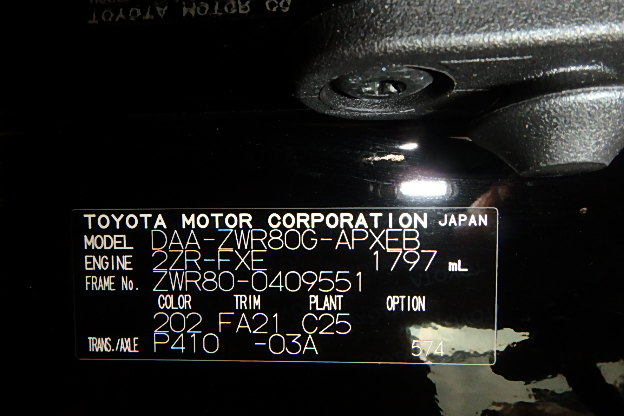 TOYOTA MOTOR CORPORATION JAPAN
MODEL DAA-ZWR80G-APXEB
ENGINE 2ZR-FXE 1797 mL
FRAME No. ZWR80-0409551
COLOR TRIM PLANT OPTION
202 FA21 C25
TRANS./AXLE P410 -03A 574